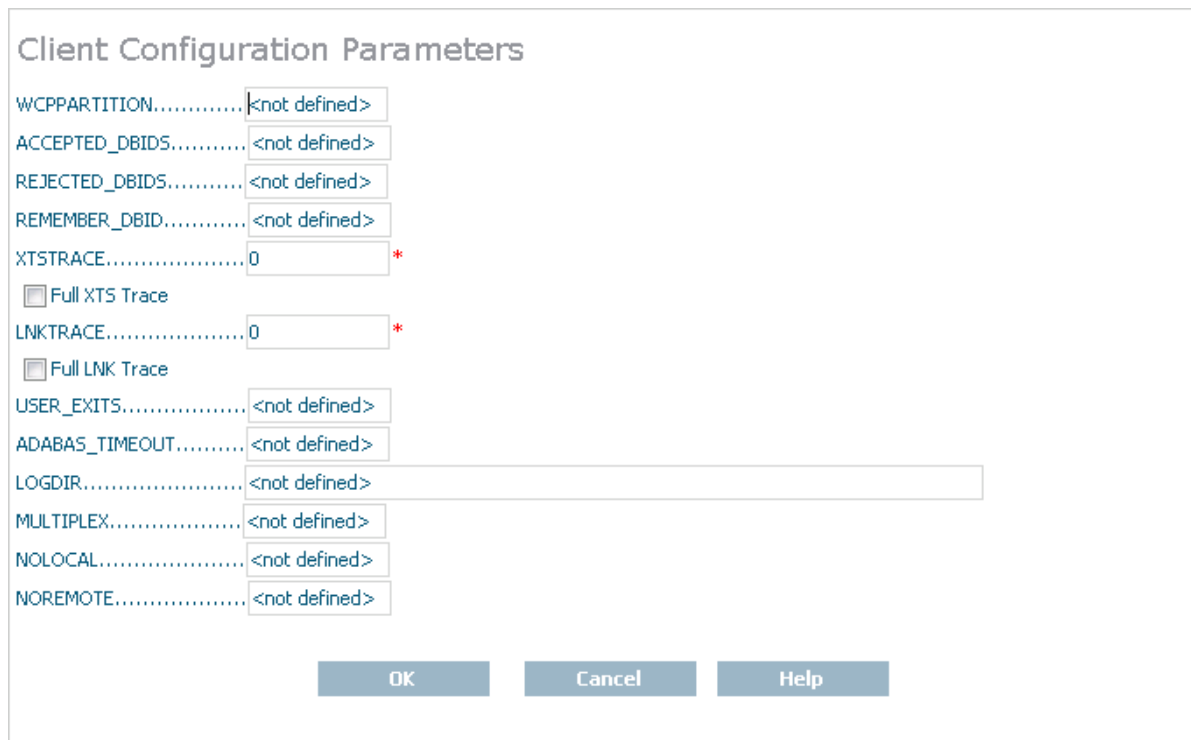 Client Configuration Parameters
WCPPARTITION............. <not defined>
ACCEPTED_DBIDS........... <not defined>
REJECTED_DBIDS........... <not defined>
REMEMBER_DBID............ <not defined>
XTSTRACE.................... 0 *
Full XTS Trace
LNKTRACE.................... 0 *
Full LNK Trace
USER_EXITS.................. <not defined>
ADABAS_TIMEOUT.......... <not defined>
LOGDIR....................... <not defined>
MULTIPLEX................... <not defined>
NOLOCAL..................... <not defined>
NOREMOTE................... <not defined>
OK Cancel Help